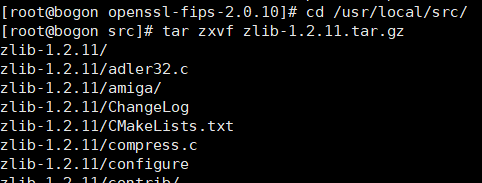 [root@bogon openssl-fips-2.0.10]# cd /usr/local/src/
[root@bogon src]# tar zxvf zlib-1.2.11.tar.gz
zlib-1.2.11/
zlib-1.2.11/adler32.c
zlib-1.2.11/amiga/
zlib-1.2.11/ChangeLog
zlib-1.2.11/CMakeLists.txt
zlib-1.2.11/compress.c
zlib-1.2.11/configure
zlib-1.2.11/contrib/